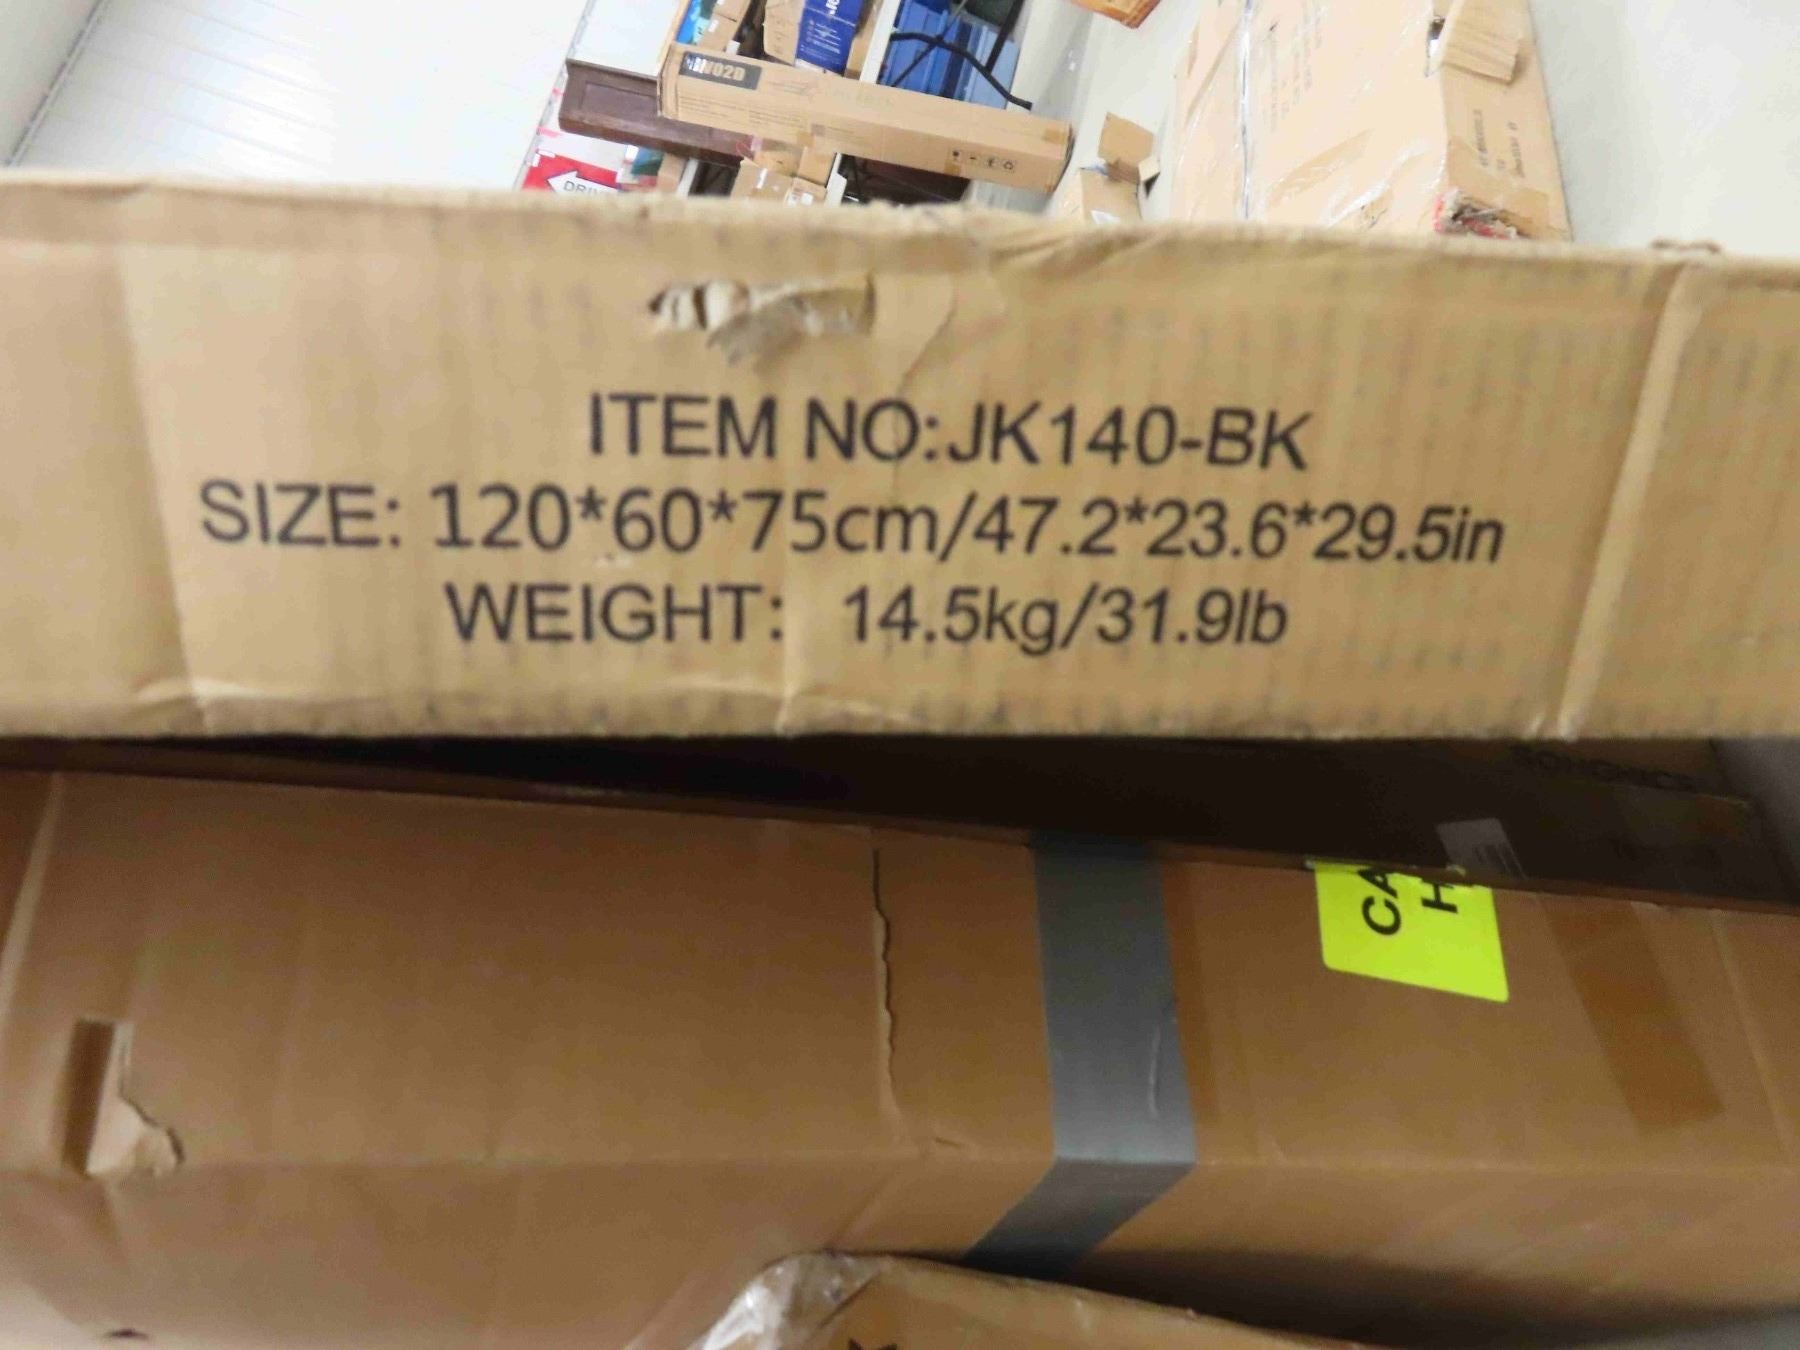 ITEM NO:JK140-BK
SIZE: 120*60*75cm/47.2*23.6*29.5in
WEIGHT: 14.5kg/31.9lb
CA
H